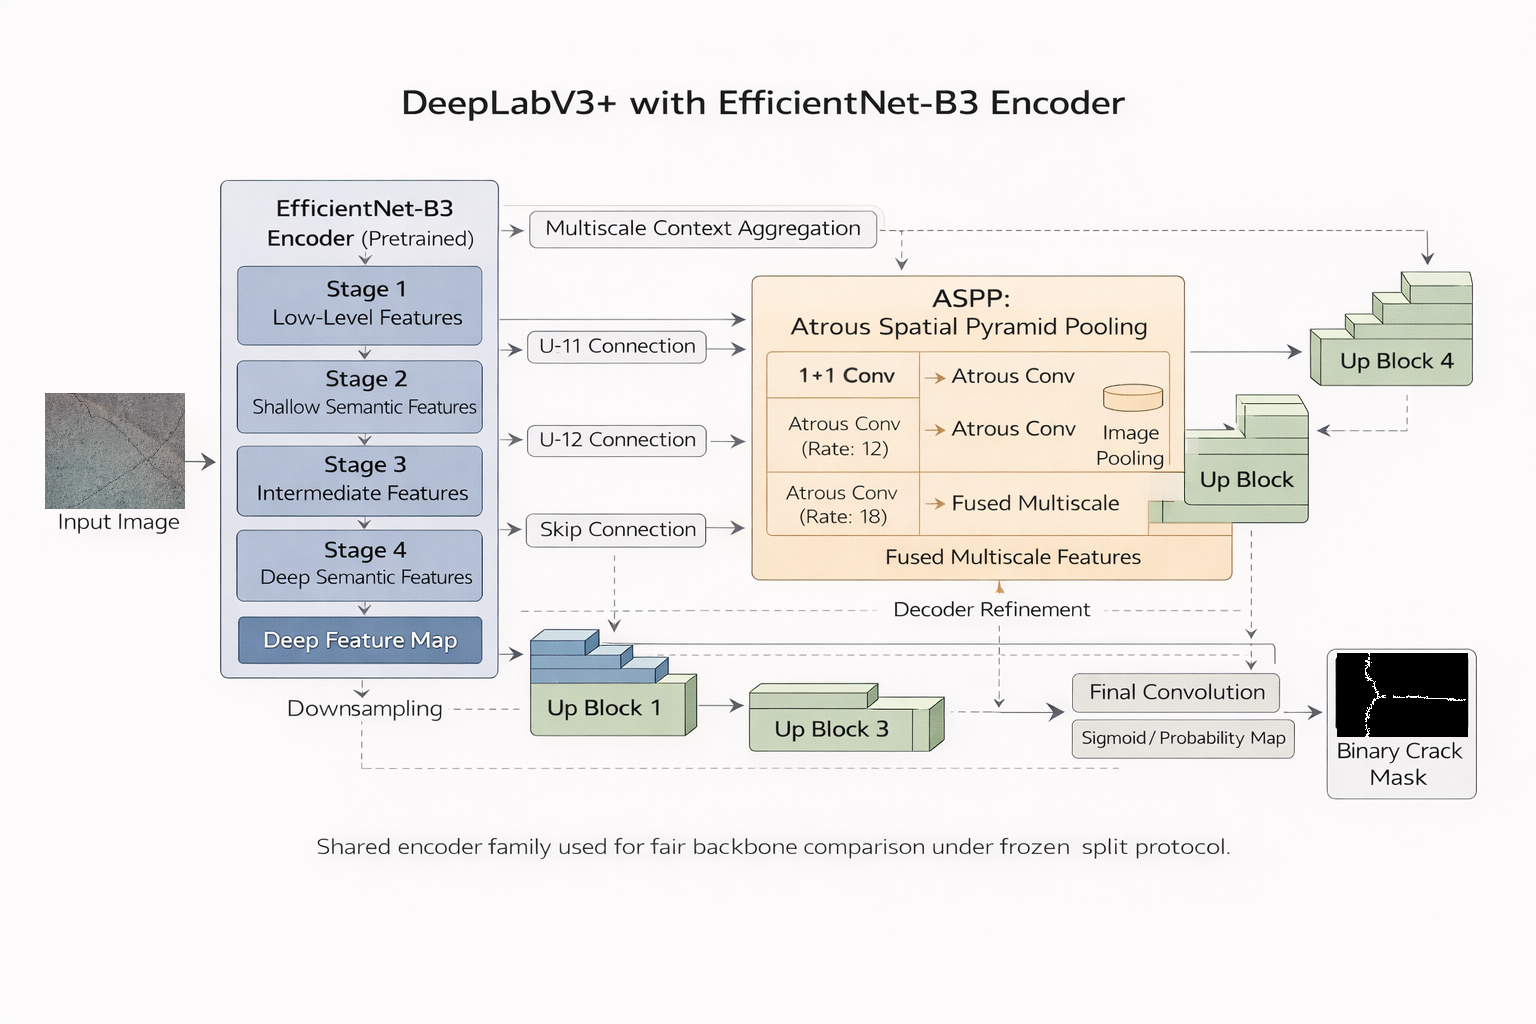 DeepLabV3+ with EfficientNet-B3 Encoder
EfficientNet-B3
Encoder (Pretrained)
Stage 1
Low-Level Features
Stage 2
Shallow Semantic Features
Stage 3
Intermediate Features
Stage 4
Deep Semantic Features
Deep Feature Map
Downsampling
Input Image
Multiscale Context Aggregation
U-11 Connection
U-12 Connection
Skip Connection
ASPP:
Atrous Spatial Pyramid Pooling
1+1 Conv
Atrous Conv
Atrous Conv
(Rate: 12)
Atrous Conv
Image
Pooling
Atrous Conv
(Rate: 18)
Fused Multiscale
Fused Multiscale Features
Up Block 4
Up Block
Decoder Refinement
Up Block 1
Up Block 3
Final Convolution
Sigmoid / Probability Map
Binary Crack
Mask
Shared encoder family used for fair backbone comparison under frozen split protocol.